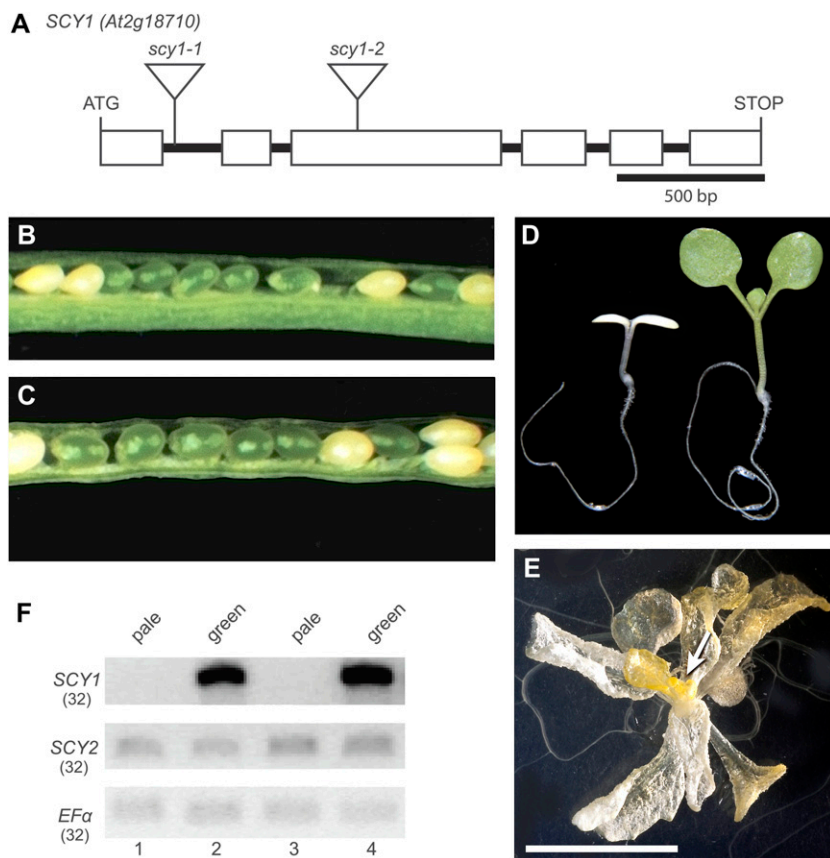 A SCY1 (At2g18710)
scy1-1 scy1-2
ATG STOP
500 bp
B
C
D
E
F
pale green pale green
SCY1
(32)
SCY2
(32)
EFα
(32)
1 2 3 4